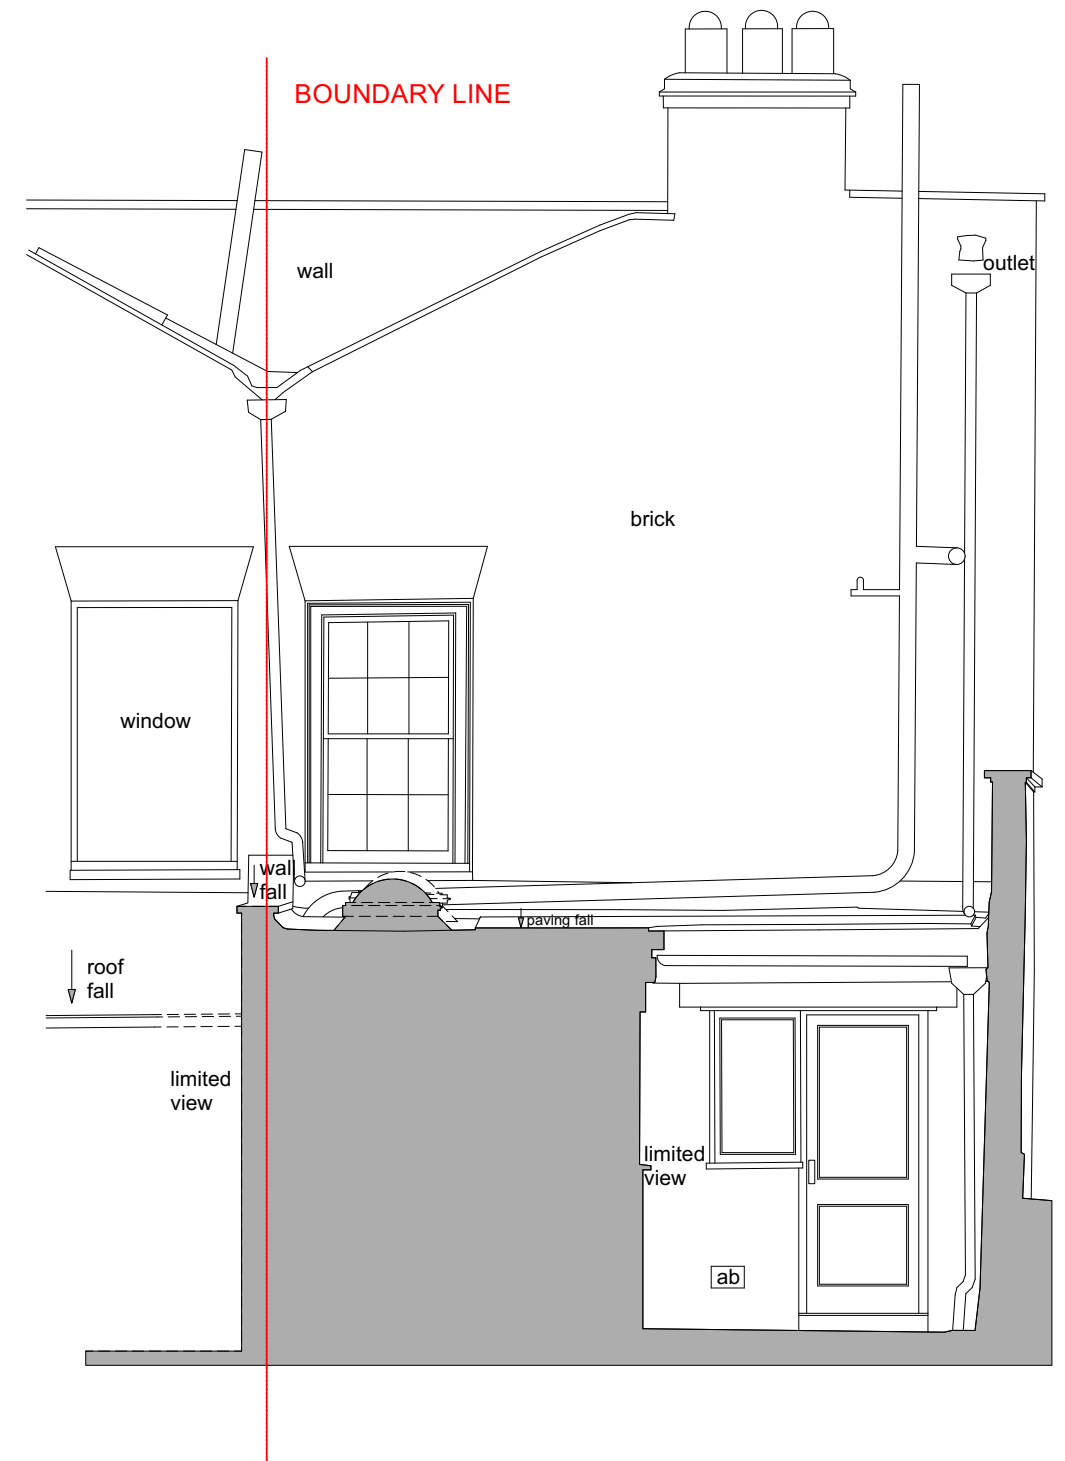 BOUNDARY LINE
wall
outlet
brick
window
wall
fall
paving fall
roof
fall
limited
view
limited
view
ab